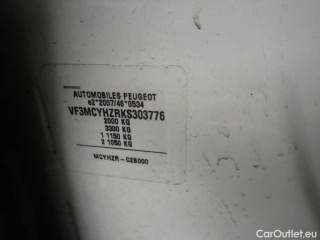 AUTOMOBILES PEUGEOT
e2*2007/46*0534
VF3MCYHZRKS303776
2000 KG
3300 KG
1 1150 KG
2 1050 KG
MCYHZR-C2B000
CarOutlet.eu